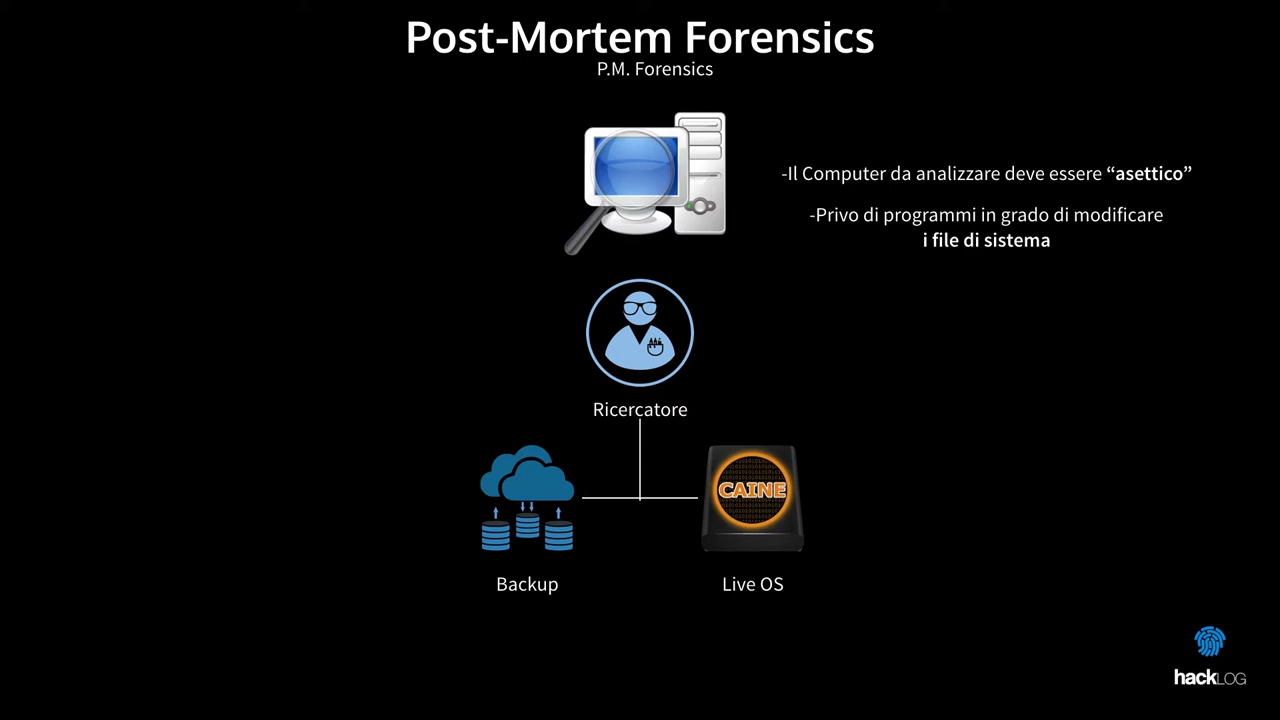 Post-Mortem Forensics
P.M. Forensics
-Il Computer da analizzare deve essere “asettico”
-Privo di programmi in grado di modificare
i file di sistema
Ricercatore
CAINE
Backup
Live OS
hackLOG